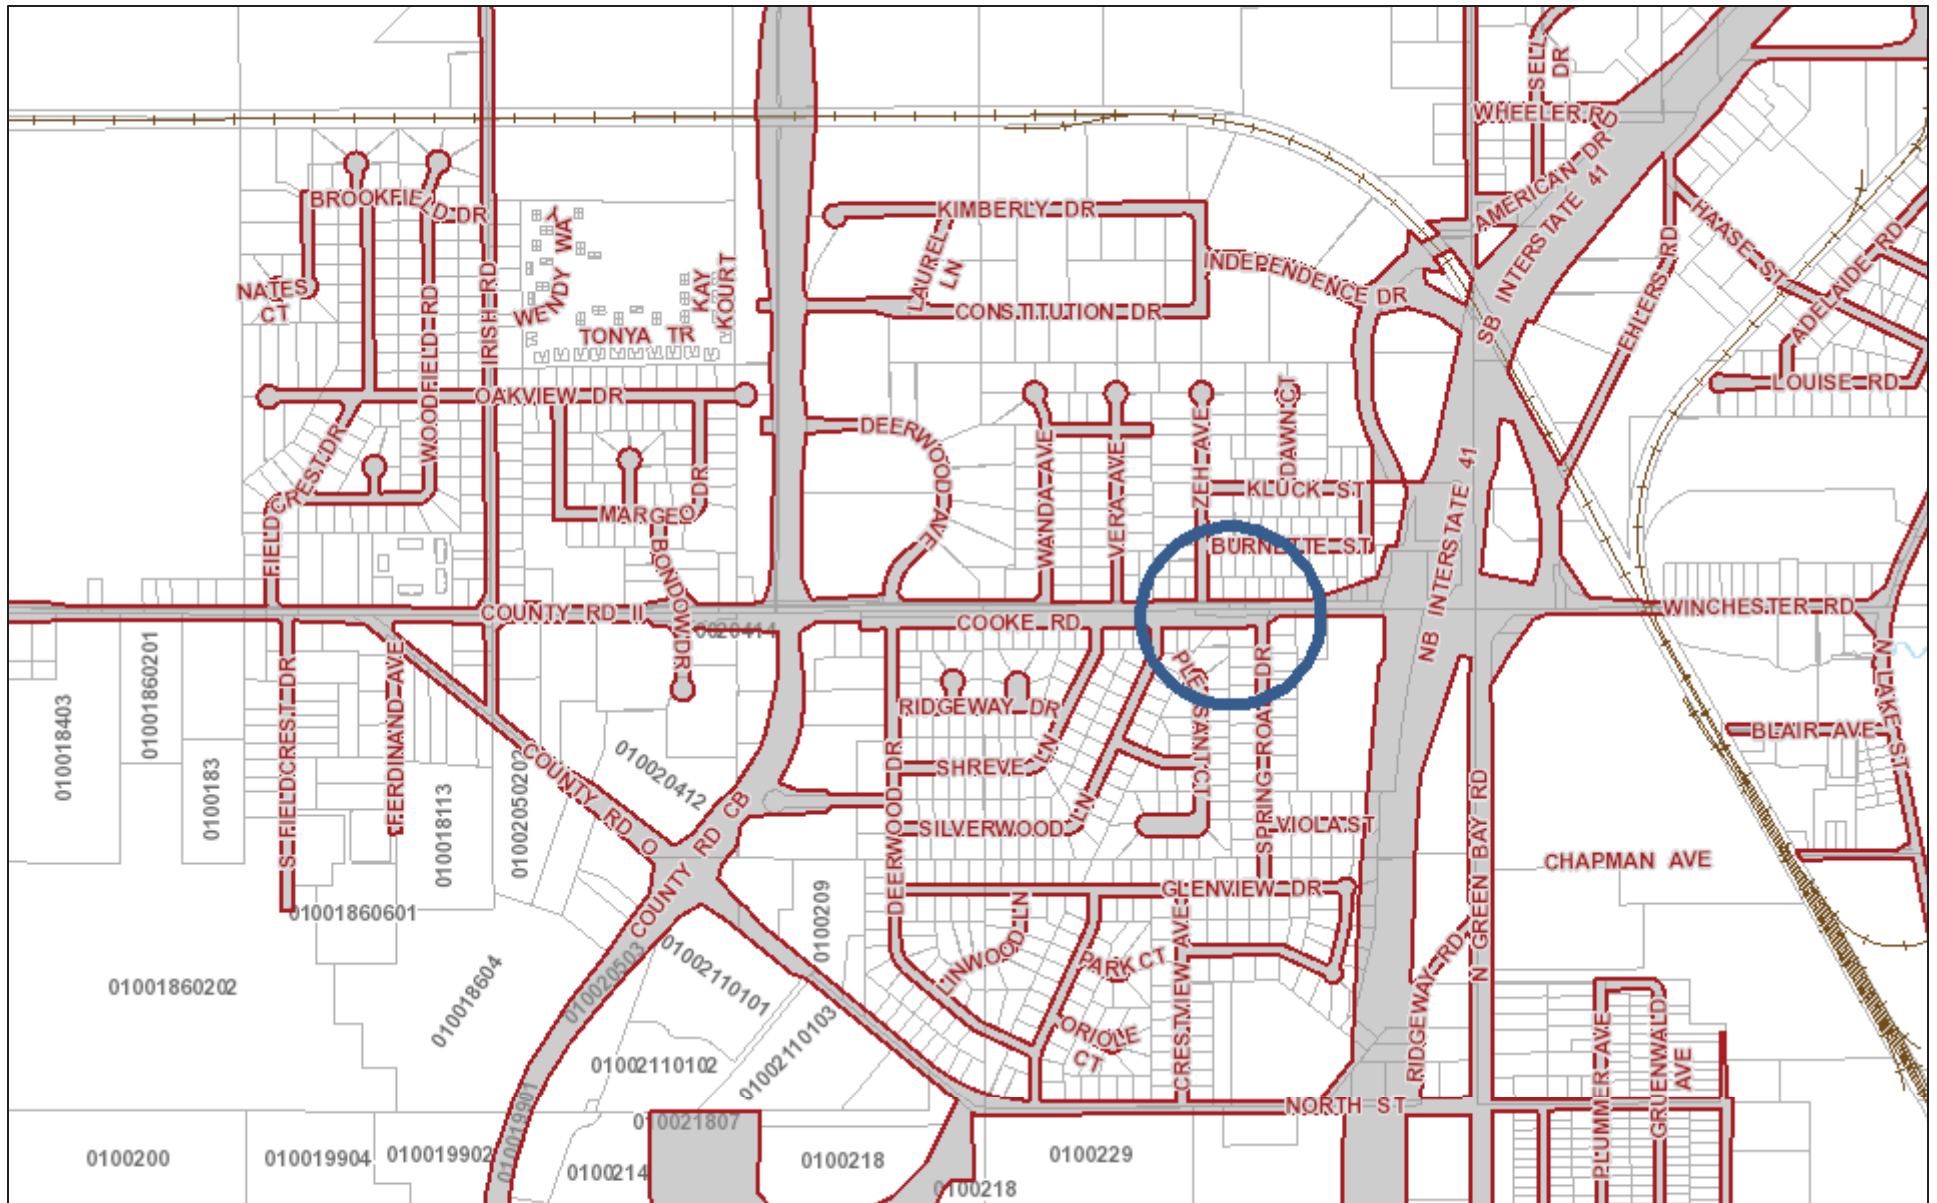 SELL DR
WHEELER RD
AMERICAN DR
SB INTERSTATE 41
BROOKFIELD DR
NATES CT
IRISH RD
WENDY WAY
KAY KOURT
TONYA TR
KIMBERLY DR
LAUREL LN
INDEPENDENCE DR
CONSTITUTION DR
EHLERS RD
HAASE ST
ADELAIDE RD
LOUISE RD
WOODFIELD RD
OAKVIEW DR
FIELDCREST DR
MARGEO DR
BONDOW DR
DEERWOOD AVE
WANDA AVE
VERA AVE
ZEH AVE
DAWN CT
KLUCK ST
BURNETTE ST
NB INTERSTATE 41
COUNTY RD II
COOKE RD
WINCHESTER RD
N LAKE ST
BLAIR AVE
S FIELDCREST DR
FERDINAND AVE
COUNTY RD O
COUNTY RD CB
RIDGEWAY DR
SHREVE LN
SILVERWOOD LN
DEERWOOD DR
PLEASANT CT
SPRING ROAD DR
VIOLA ST
GLENVIEW DR
N GREEN BAY RD
CHAPMAN AVE
LINWOOD LN
PARK CT
ORIOLE CT
CRESTVIEW AVE
RIDGEWAY RD
NORTH ST
PLUMMER AVE
GRUENWALD AVE
010018403
01001860201
0100183
010018113
01002050202
010020412
01001860601
01001860202
010018604
010020503
01002110101
0100209
01002110103
01002110102
010019901
010021807
0100200
010019904
010019902
0100214
0100218
0100218
0100229